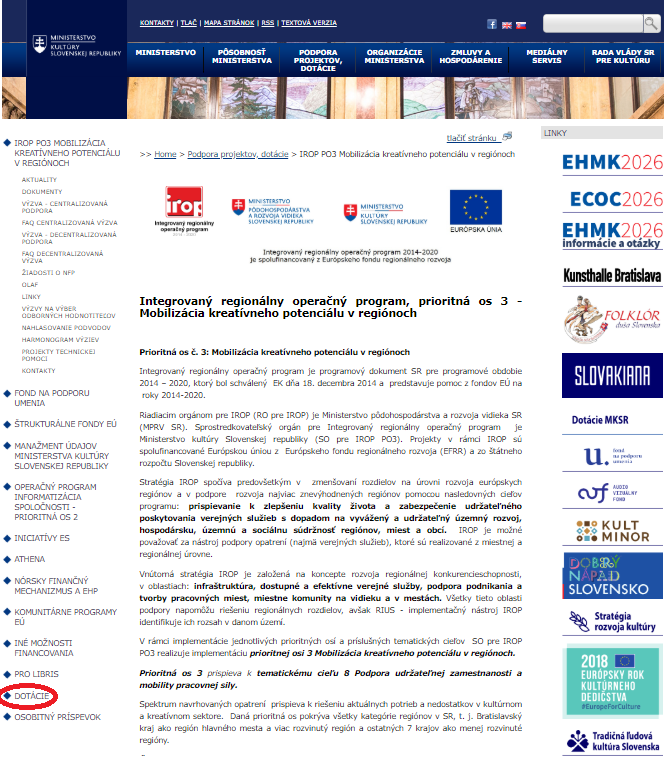 KONTAKTY | TLAČ | MAPA STRÁNOK | RSS | TEXTOVÁ VERZIA
MINISTERSTVO
KULTÚRY
SLOVENSKEJ REPUBLIKY
MINISTERSTVO
PÔSOBNOSŤ
MINISTERSTVA
PODPORA
PROJEKTOV,
DOTÁCIE
ORGANIZÁCIE
MINISTERSTVA
ZMLUVY A
HOSPODÁRENIE
MEDIÁLNY
SERVIS
RADA VLÁDY SR
PRE KULTÚRU
IROP PO3 MOBILIZÁCIA
KREATÍVNEHO POTENCIÁLU
V REGIÓNOCH
AKTUALITY
DOKUMENTY
VÝZVA - CENTRALIZOVANÁ
PODPORA
FAQ CENTRALIZOVANÁ VÝZVA
VÝZVA - DECENTRALIZOVANÁ
PODPORA
FAQ DECENTRALIZOVANÁ
VÝZVA
ŽIADOSTI O NFP
OLAF
LINKY
VÝZVY NA VÝBER
ODBORNÝCH HODNOTITEĽOV
NAHLASOVANIE PODVODOV
HARMONOGRAM VÝZIEV
PROJEKTY TECHNICKEJ
POMOCI
KONTAKTY
FOND NA PODPORU
UMENIA
ŠTRUKTURÁLNE FONDY EÚ
MANAŽMENT ÚDAJOV
MINISTERSTVA KULTÚRY
SLOVENSKEJ REPUBLIKY
OPERAČNÝ PROGRAM
INFORMATIZÁCIA
SPOLOČNOSTI -
PRIORITNÁ OS 2
INICIATÍVY ES
ATHENA
NÓRSKY FINANČNÝ
MECHANIZMUS A EHP
KOMUNITÁRNE PROGRAMY
EÚ
INÉ MOŽNOSTI
FINANCOVANIA
PRO LIBRIS
DOTÁCIE
OSOBITNÝ PRÍSPEVOK
tlačiť stránku
>> Home > Podpora projektov, dotácie > IROP PO3 Mobilizácia kreatívneho potenciálu v regiónoch
irop
Integrovaný regionálny
operačný program
MINISTERSTVO
PÔDOHOSPODÁRSTVA
A ROZVOJA VIDIEKA
SLOVENSKEJ REPUBLIKY
MINISTERSTVO
KULTÚRY
SLOVENSKEJ REPUBLIKY
EURÓPSKA ÚNIA
Integrovaný regionálny operačný program 2014-2020
je spolufinancovaný z Európskeho fondu regionálneho rozvoja
Integrovaný regionálny operačný program, prioritná os 3 -
Mobilizácia kreatívneho potenciálu v regiónoch
Prioritná os č. 3: Mobilizácia kreatívneho potenciálu v regiónoch
Integrovaný regionálny operačný program je programový dokument SR pre programové obdobie
2014 – 2020, ktorý bol schválený EK dňa 18. decembra 2014 a predstavuje pomoc z fondov EÚ na
roky 2014-2020.
Riadiacim orgánom pre IROP (RO pre IROP) je Ministerstvo pôdohospodárstva a rozvoja vidieka SR
(MPRV SR). Sprostredkovateľský orgán pre Integrovaný regionálny operačný program je
Ministerstvo kultúry Slovenskej republiky (SO pre IROP PO3). Projekty v rámci IROP sú
spolufinancované Európskou úniou z Európskeho fondu regionálneho rozvoja (EFRR) a zo štátneho
rozpočtu Slovenskej republiky.
Stratégia IROP spočíva predovšetkým v zmenšovaní rozdielov na úrovni rozvoja europskych
regiónov a v podpore rozvoja najviac znevýhodnených regiónov pomocou nasledovných cieľov
programu: prispievanie k zlepšeniu kvality života a zabezpečenie udržateľného
poskytovania verejných služieb s dopadom na vyvážený a udržateľný územný rozvoj,
hospodársku, územnú a sociálnu súdržnosť regiónov, miest a obcí. IROP je možné
považovať za nástroj podpory opatrení (najmä verejných služieb), ktoré sú realizované z miestnej a
regionálnej úrovne.
Vnútorná stratégia IROP je založená na koncepte rozvoja regionálnej konkurencieschopnosti,
v oblastiach: infraštruktúra, dostupné a efektívne verejné služby, podpora podnikania a
tvorby pracovných miest, miestne komunity na vidieku a v mestách. Všetky tieto oblasti
podpory napomôžu riešeniu regionálnych rozdielov, avšak RIUS - implementačný nástroj IROP
identifikuje ich rozsah v danom území.
V rámci implementácie jednotlivých prioritných osí a príslušných tematických cieľov SO pre IROP
PO3 realizuje implementáciu prioritnej osi 3 Mobilizácia kreatívneho potenciálu v regiónoch.
Prioritná os 3 prispieva k tematickému cieľu 8 Podpora udržateľnej zamestnanosti a
mobility pracovnej sily.
Spektrum navrhovaných opatrení prispieva k riešeniu aktuálnych potrieb a nedostatkov v kultúrnom
a kreatívnom sektore. Daná prioritná os pokrýva všetky kategórie regiónov v SR, t. j. Bratislavský
kraj ako región hlavného mesta a viac rozvinutý región a ostatných 7 krajov ako menej rozvinuté
regióny.
LINKY
EHMK2026
ECOC2026
EHMK2026
informácie a otázky
Kunsthalle Bratislava
FOLKLÓR
duša Slovenska
SLOVAKIANA
Dotácie MKSR
u.
fond
na podporu
umenia
avf
AUDIO
VIZUÁLNY
FOND
KULT
MINOR
DOBRÝ
NÁPAD
SLOVENSKO
Stratégia
rozvoja kultúry
2018
EURÓPSKY ROK
KULTÚRNEHO
DEDIČSTVA
#EuropeForCulture
Tradičná ľudová
kultúra Slovenska